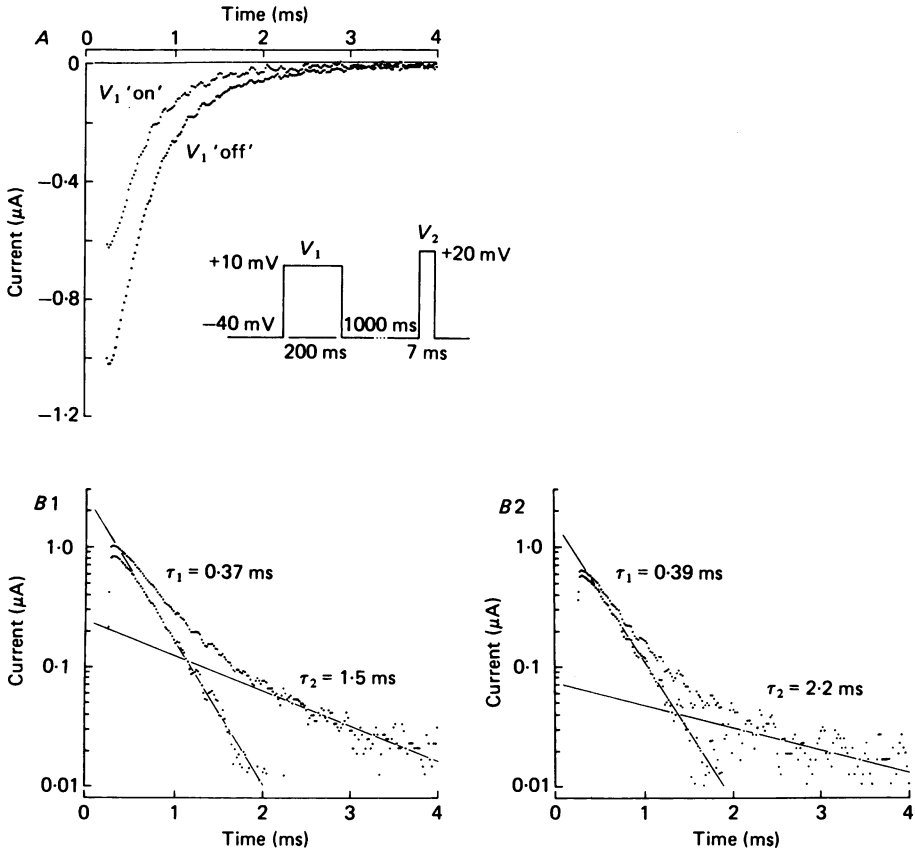 Time (ms)
A 0 1 2 3 4
0
−0·4
−0·8
−1·2
Current (μA)
V₁ 'on'
V₁ 'off'
V₁
V₂
+10 mV
+20 mV
−40 mV
1000 ms
200 ms
7 ms
B1
1·0
0·1
0·01
Current (μA)
τ₁ = 0·37 ms
τ₂ = 1·5 ms
0 1 2 3 4
Time (ms)
B2
1·0
0·1
0·01
Current (μA)
τ₁ = 0·39 ms
τ₂ = 2·2 ms
0 1 2 3 4
Time (ms)